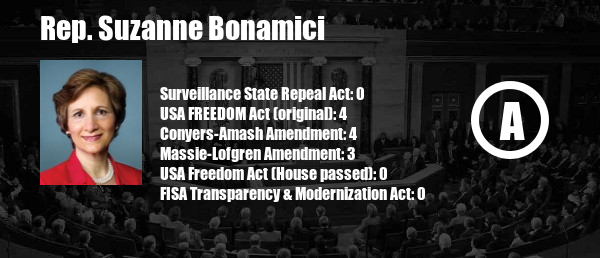 Rep. Suzanne Bonamici
Surveillance State Repeal Act: 0
USA FREEDOM Act (original): 4
Conyers-Amash Amendment: 4
Massie-Lofgren Amendment: 3
USA Freedom Act (House passed): 0
FISA Transparency & Modernization Act: 0
A